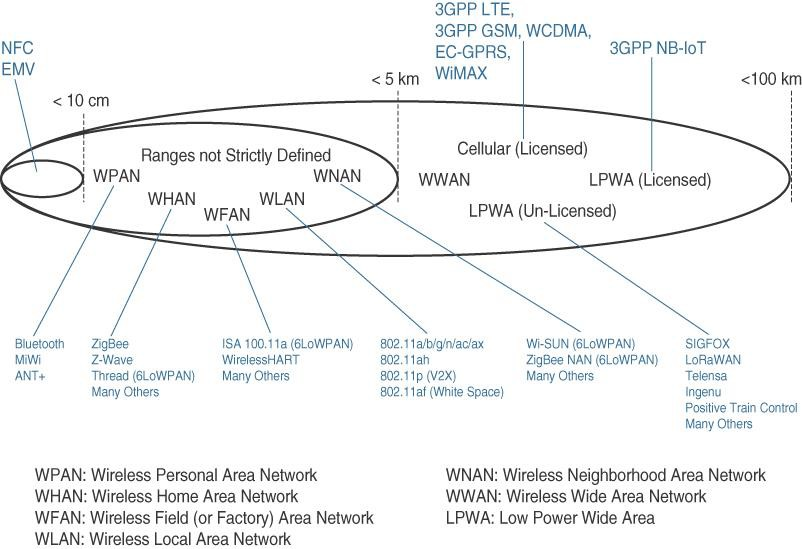 3GPP LTE,
3GPP GSM, WCDMA,
EC-GPRS,
WiMAX
3GPP NB-IoT
NFC
EMV
< 10 cm
< 5 km
<100 km
Ranges not Strictly Defined
Cellular (Licensed)
WPAN
WNAN
WWAN
LPWA (Licensed)
WHAN
WLAN
WFAN
LPWA (Un-Licensed)
Bluetooth
MiWi
ANT+
ZigBee
Z-Wave
Thread (6LoWPAN)
Many Others
ISA 100.11a (6LoWPAN)
WirelessHART
Many Others
802.11a/b/g/n/ac/ax
802.11ah
802.11p (V2X)
802.11af (White Space)
Wi-SUN (6LoWPAN)
ZigBee NAN (6LoWPAN)
Many Others
SIGFOX
LoRaWAN
Telensa
Ingenu
Positive Train Control
Many Others
WPAN: Wireless Personal Area Network
WHAN: Wireless Home Area Network
WFAN: Wireless Field (or Factory) Area Network
WLAN: Wireless Local Area Network
WNAN: Wireless Neighborhood Area Network
WWAN: Wireless Wide Area Network
LPWA: Low Power Wide Area